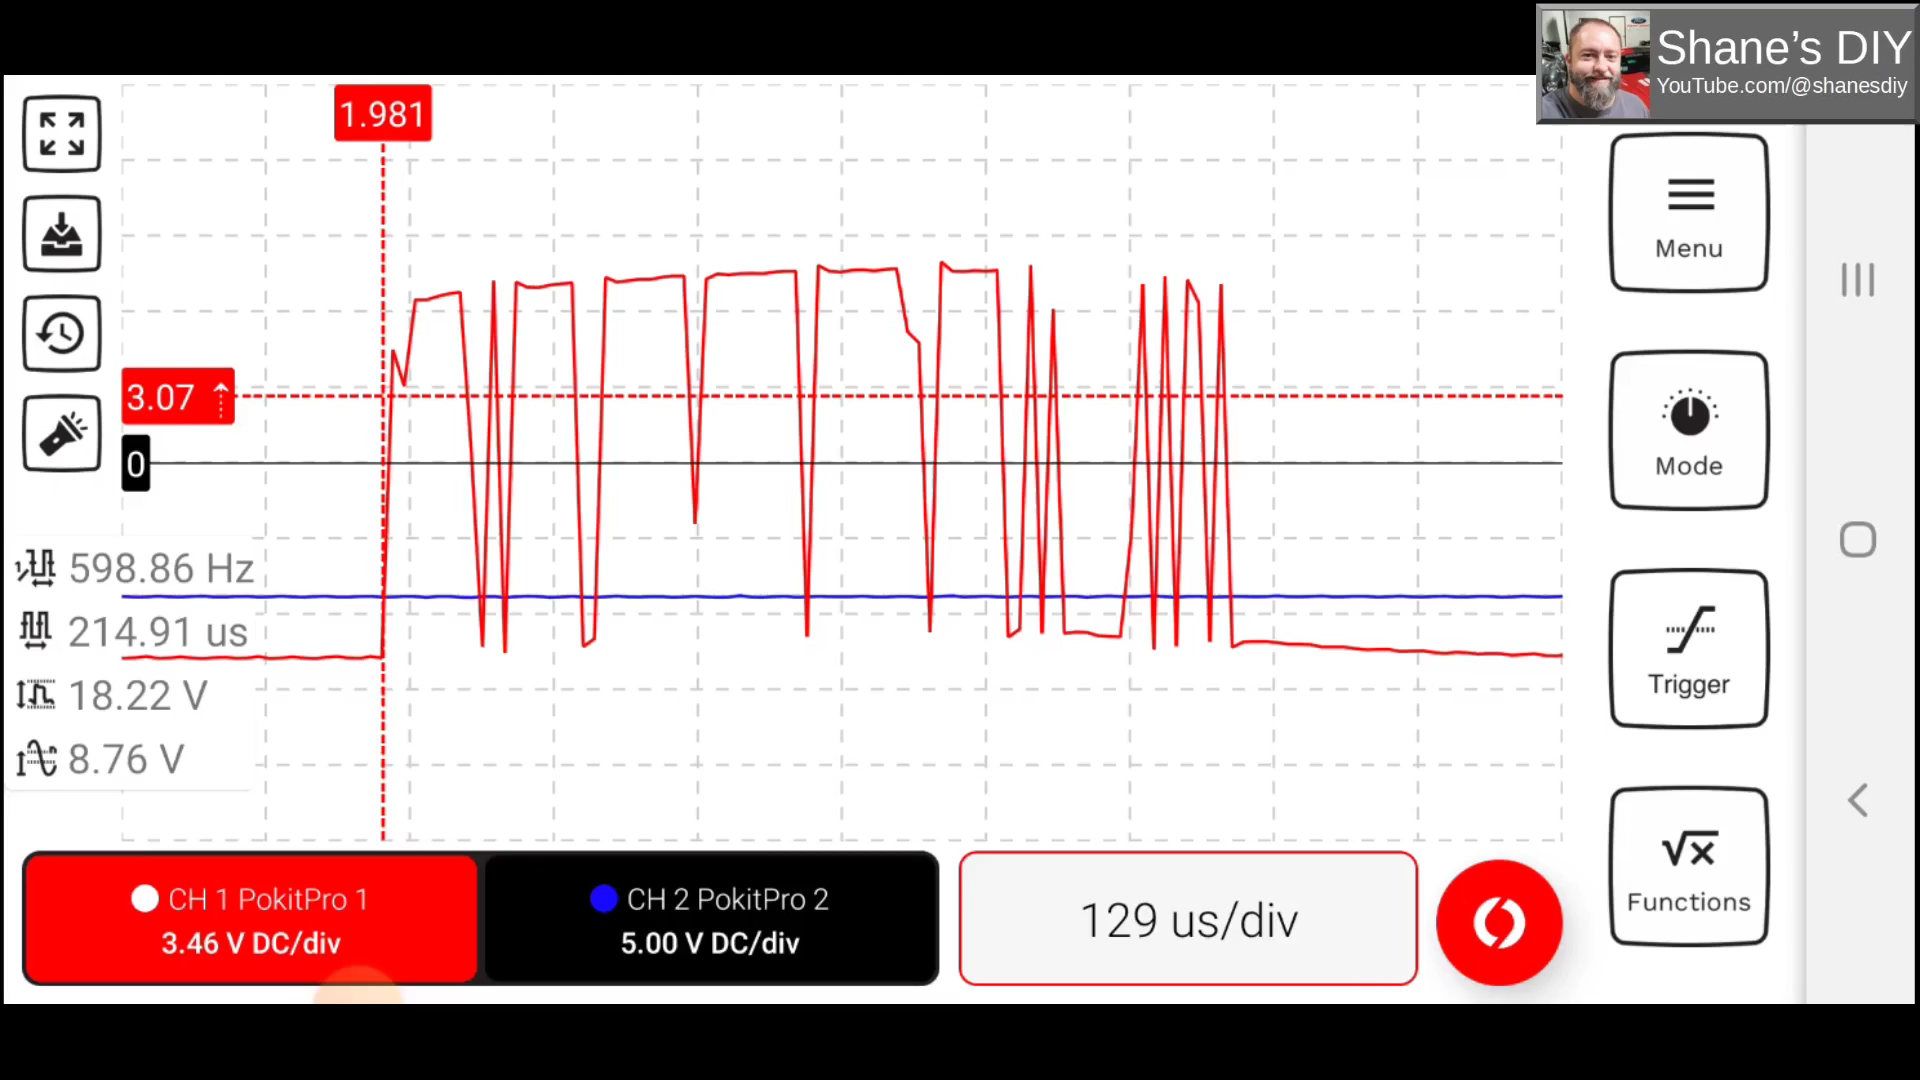 Shane's DIY
YouTube.com/@shanesdiy
1.981
Menu
3.07
0
Mode
598.86 Hz
214.91 us
18.22 V
8.76 V
Trigger
√x
Functions
CH 1 PokitPro 1
3.46 V DC/div
CH 2 PokitPro 2
5.00 V DC/div
129 us/div